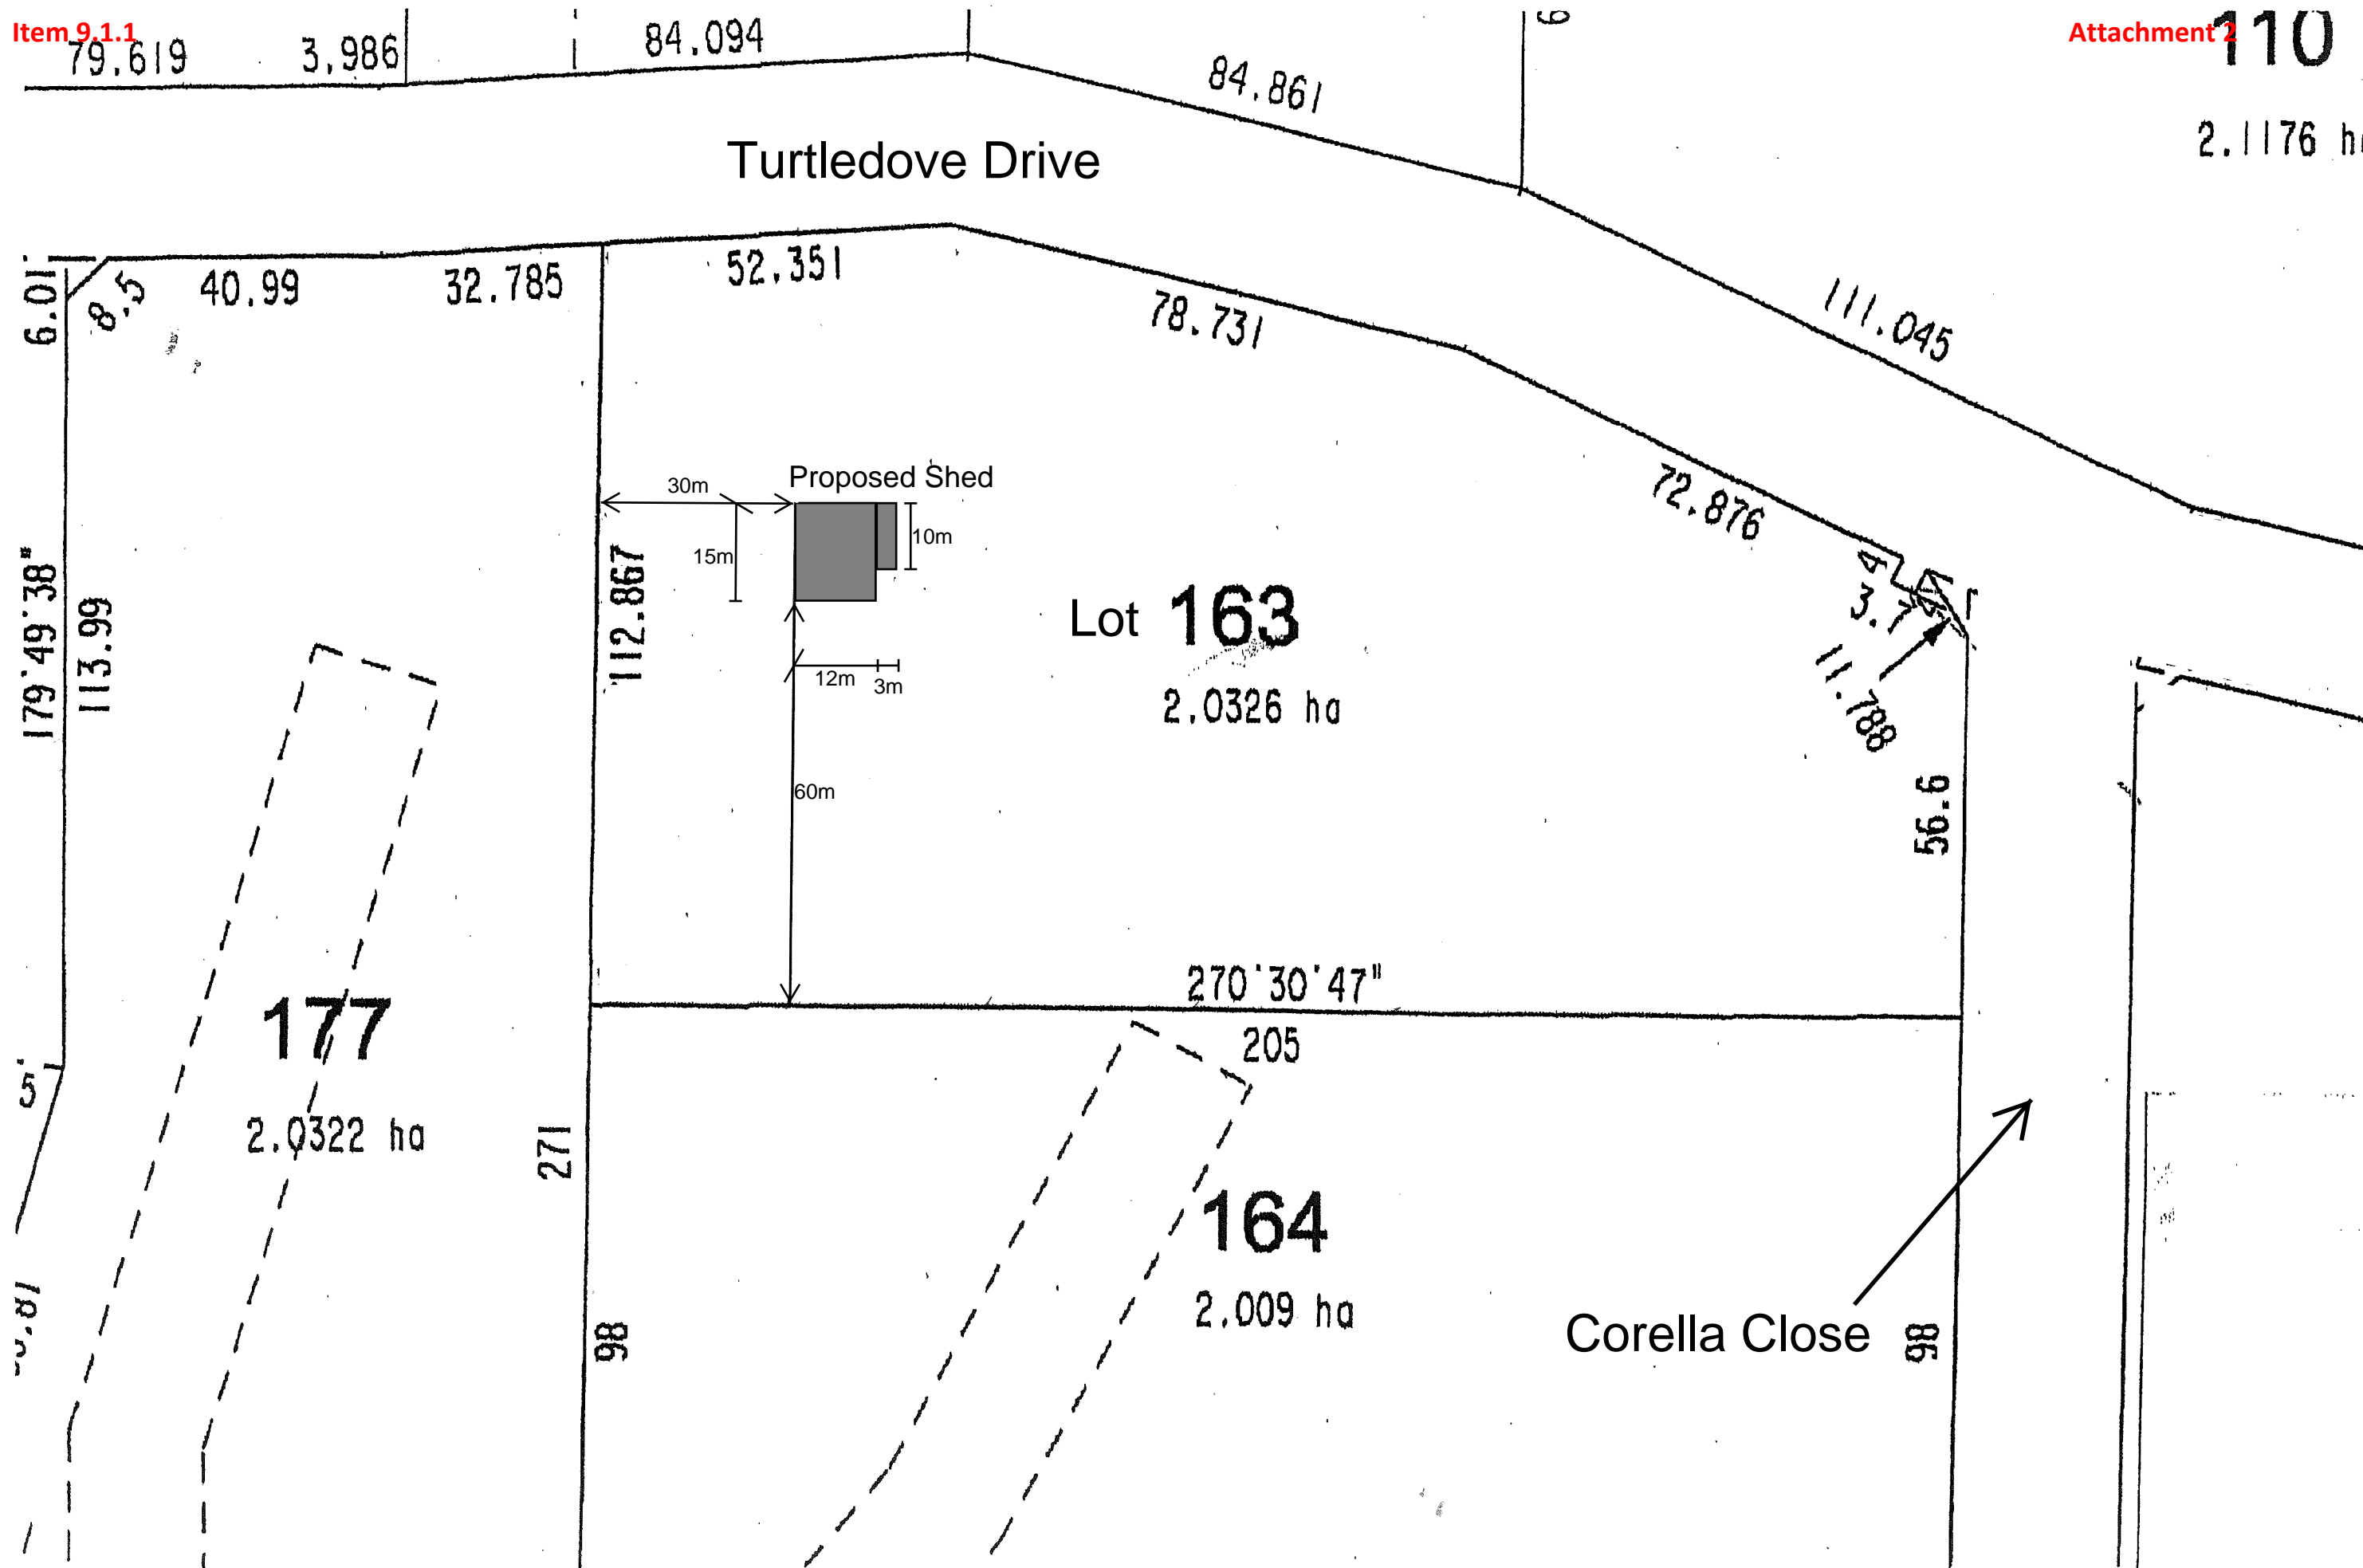 Item 9.1.1
Attachment 2
79.619
3.986
84.094
84.861
110
2.1176
Turtledove Drive
6.01
8.5
40.99
32.785
52.351
78.731
111.045
72.876
Proposed Shed
30m
15m
10m
12m
3m
60m
179°49'38"
113.99
112.867
Lot 163
2.0326 ha
4
3.7
11.788
56.6
270°30'47"
205
177
2.0322 ha
271
98
164
2.009 ha
Corella Close
98
5